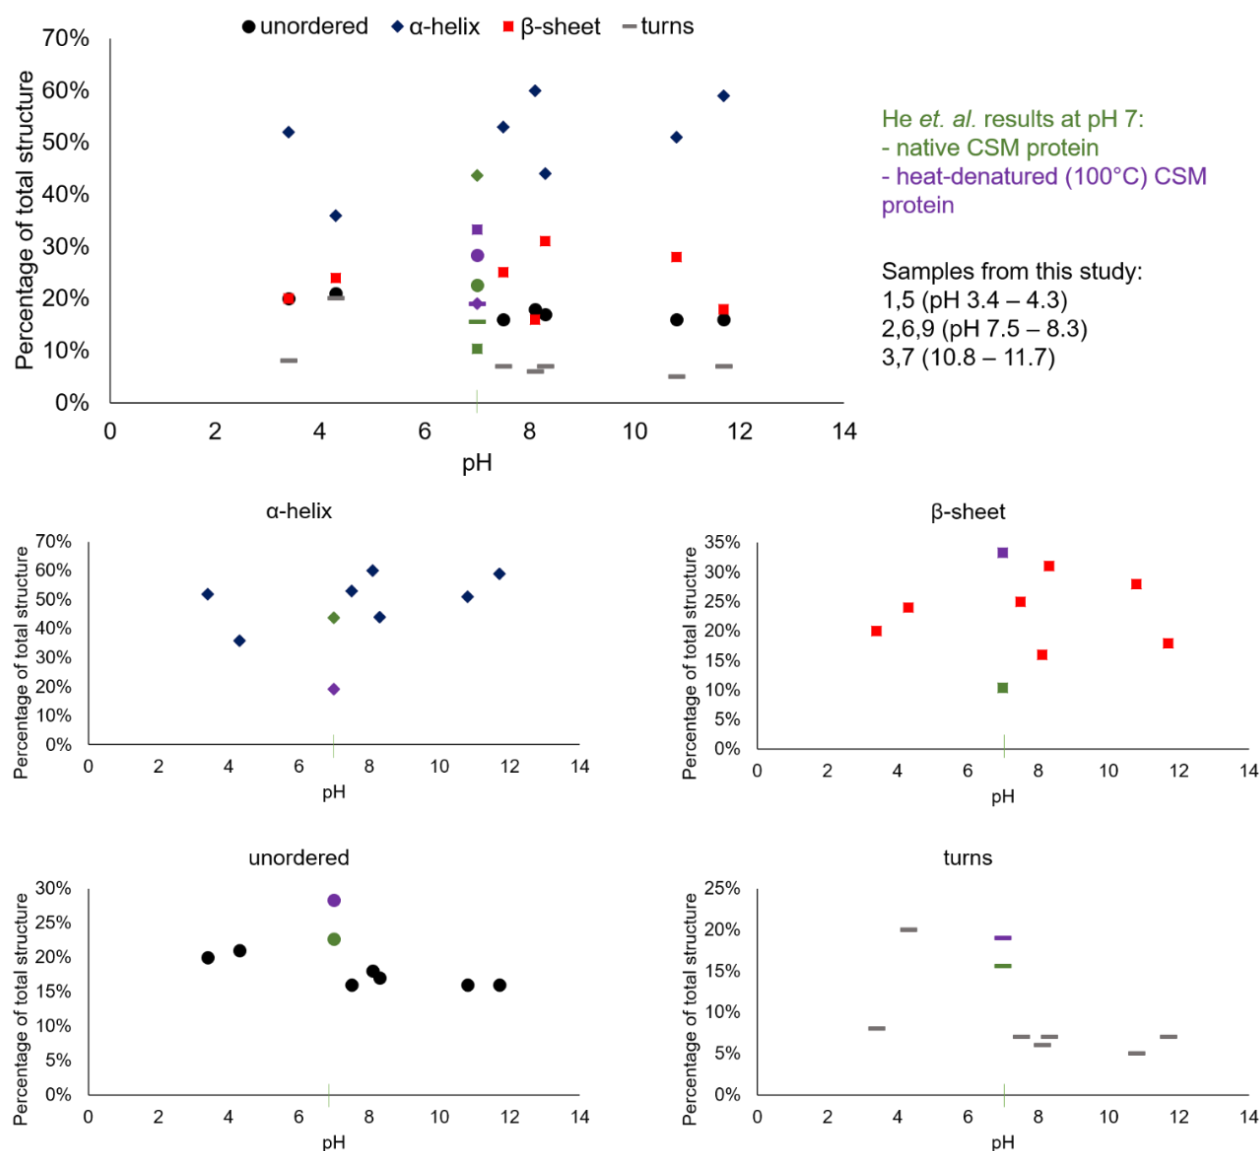 unordered α-helix β-sheet turns
70%
60%
50%
40%
30%
20%
10%
0%
Percentage of total structure
0 2 4 6 8 10 12 14
pH
He et. al. results at pH 7:
- native CSM protein
- heat-denatured (100°C) CSM
protein
Samples from this study:
1,5 (pH 3.4 – 4.3)
2,6,9 (pH 7.5 – 8.3)
3,7 (10.8 – 11.7)
α-helix
70%
60%
50%
40%
30%
20%
10%
0%
Percentage of total structure
0 2 4 6 8 10 12 14
pH
β-sheet
35%
30%
25%
20%
15%
10%
5%
0%
Percentage of total structure
0 2 4 6 8 10 12 14
pH
unordered
30%
25%
20%
15%
10%
5%
0%
Percentage of total structure
0 2 4 6 8 10 12 14
pH
turns
25%
20%
15%
10%
5%
0%
Percentage of total structure
0 2 4 6 8 10 12 14
pH